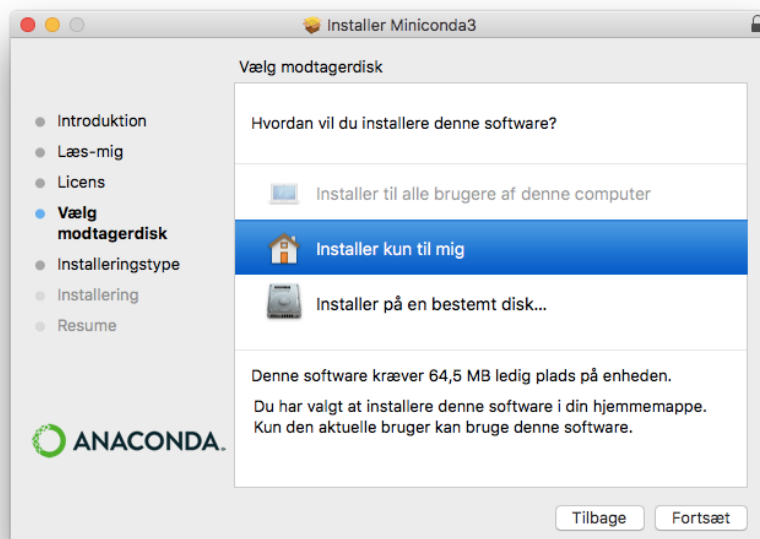 Installer Miniconda3
Vælg modtagerdisk
Introduktion
Læs-mig
Licens
Vælg
modtagerdisk
Installeringstype
Installering
Resume
ANACONDA.
Hvordan vil du installere denne software?
Installer til alle brugere af denne computer
Installer kun til mig
Installer på en bestemt disk...
Denne software kræver 64,5 MB ledig plads på enheden.
Du har valgt at installere denne software i din hjemmemappe.
Kun den aktuelle bruger kan bruge denne software.
Tilbage
Fortsæt